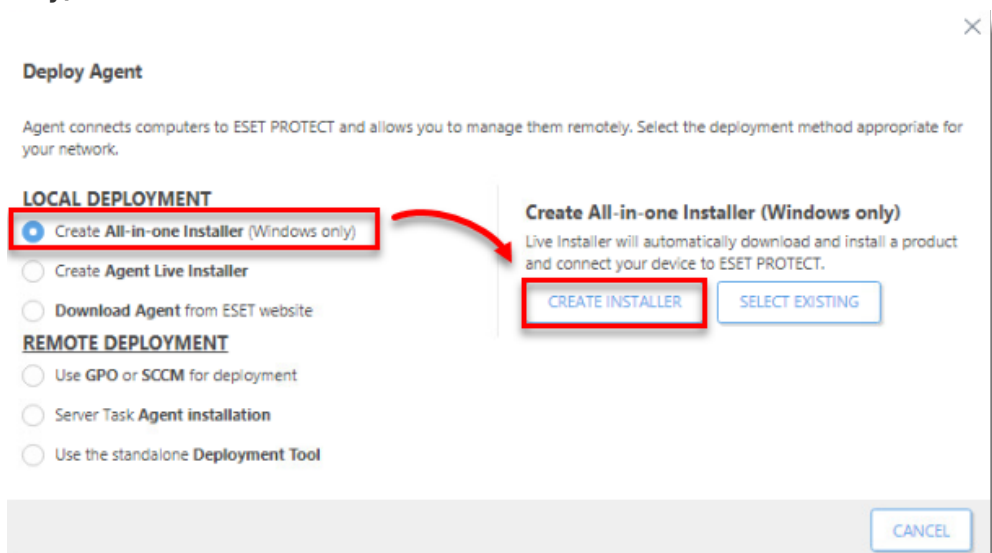 Deploy Agent
Agent connects computers to ESET PROTECT and allows you to manage them remotely. Select the deployment method appropriate for
your network.
LOCAL DEPLOYMENT
Create All-in-one Installer (Windows only)
Create Agent Live Installer
Download Agent from ESET website
REMOTE DEPLOYMENT
Use GPO or SCCM for deployment
Server Task Agent installation
Use the standalone Deployment Tool
Create All-in-one Installer (Windows only)
Live Installer will automatically download and install a product
and connect your device to ESET PROTECT.
CREATE INSTALLER
SELECT EXISTING
CANCEL